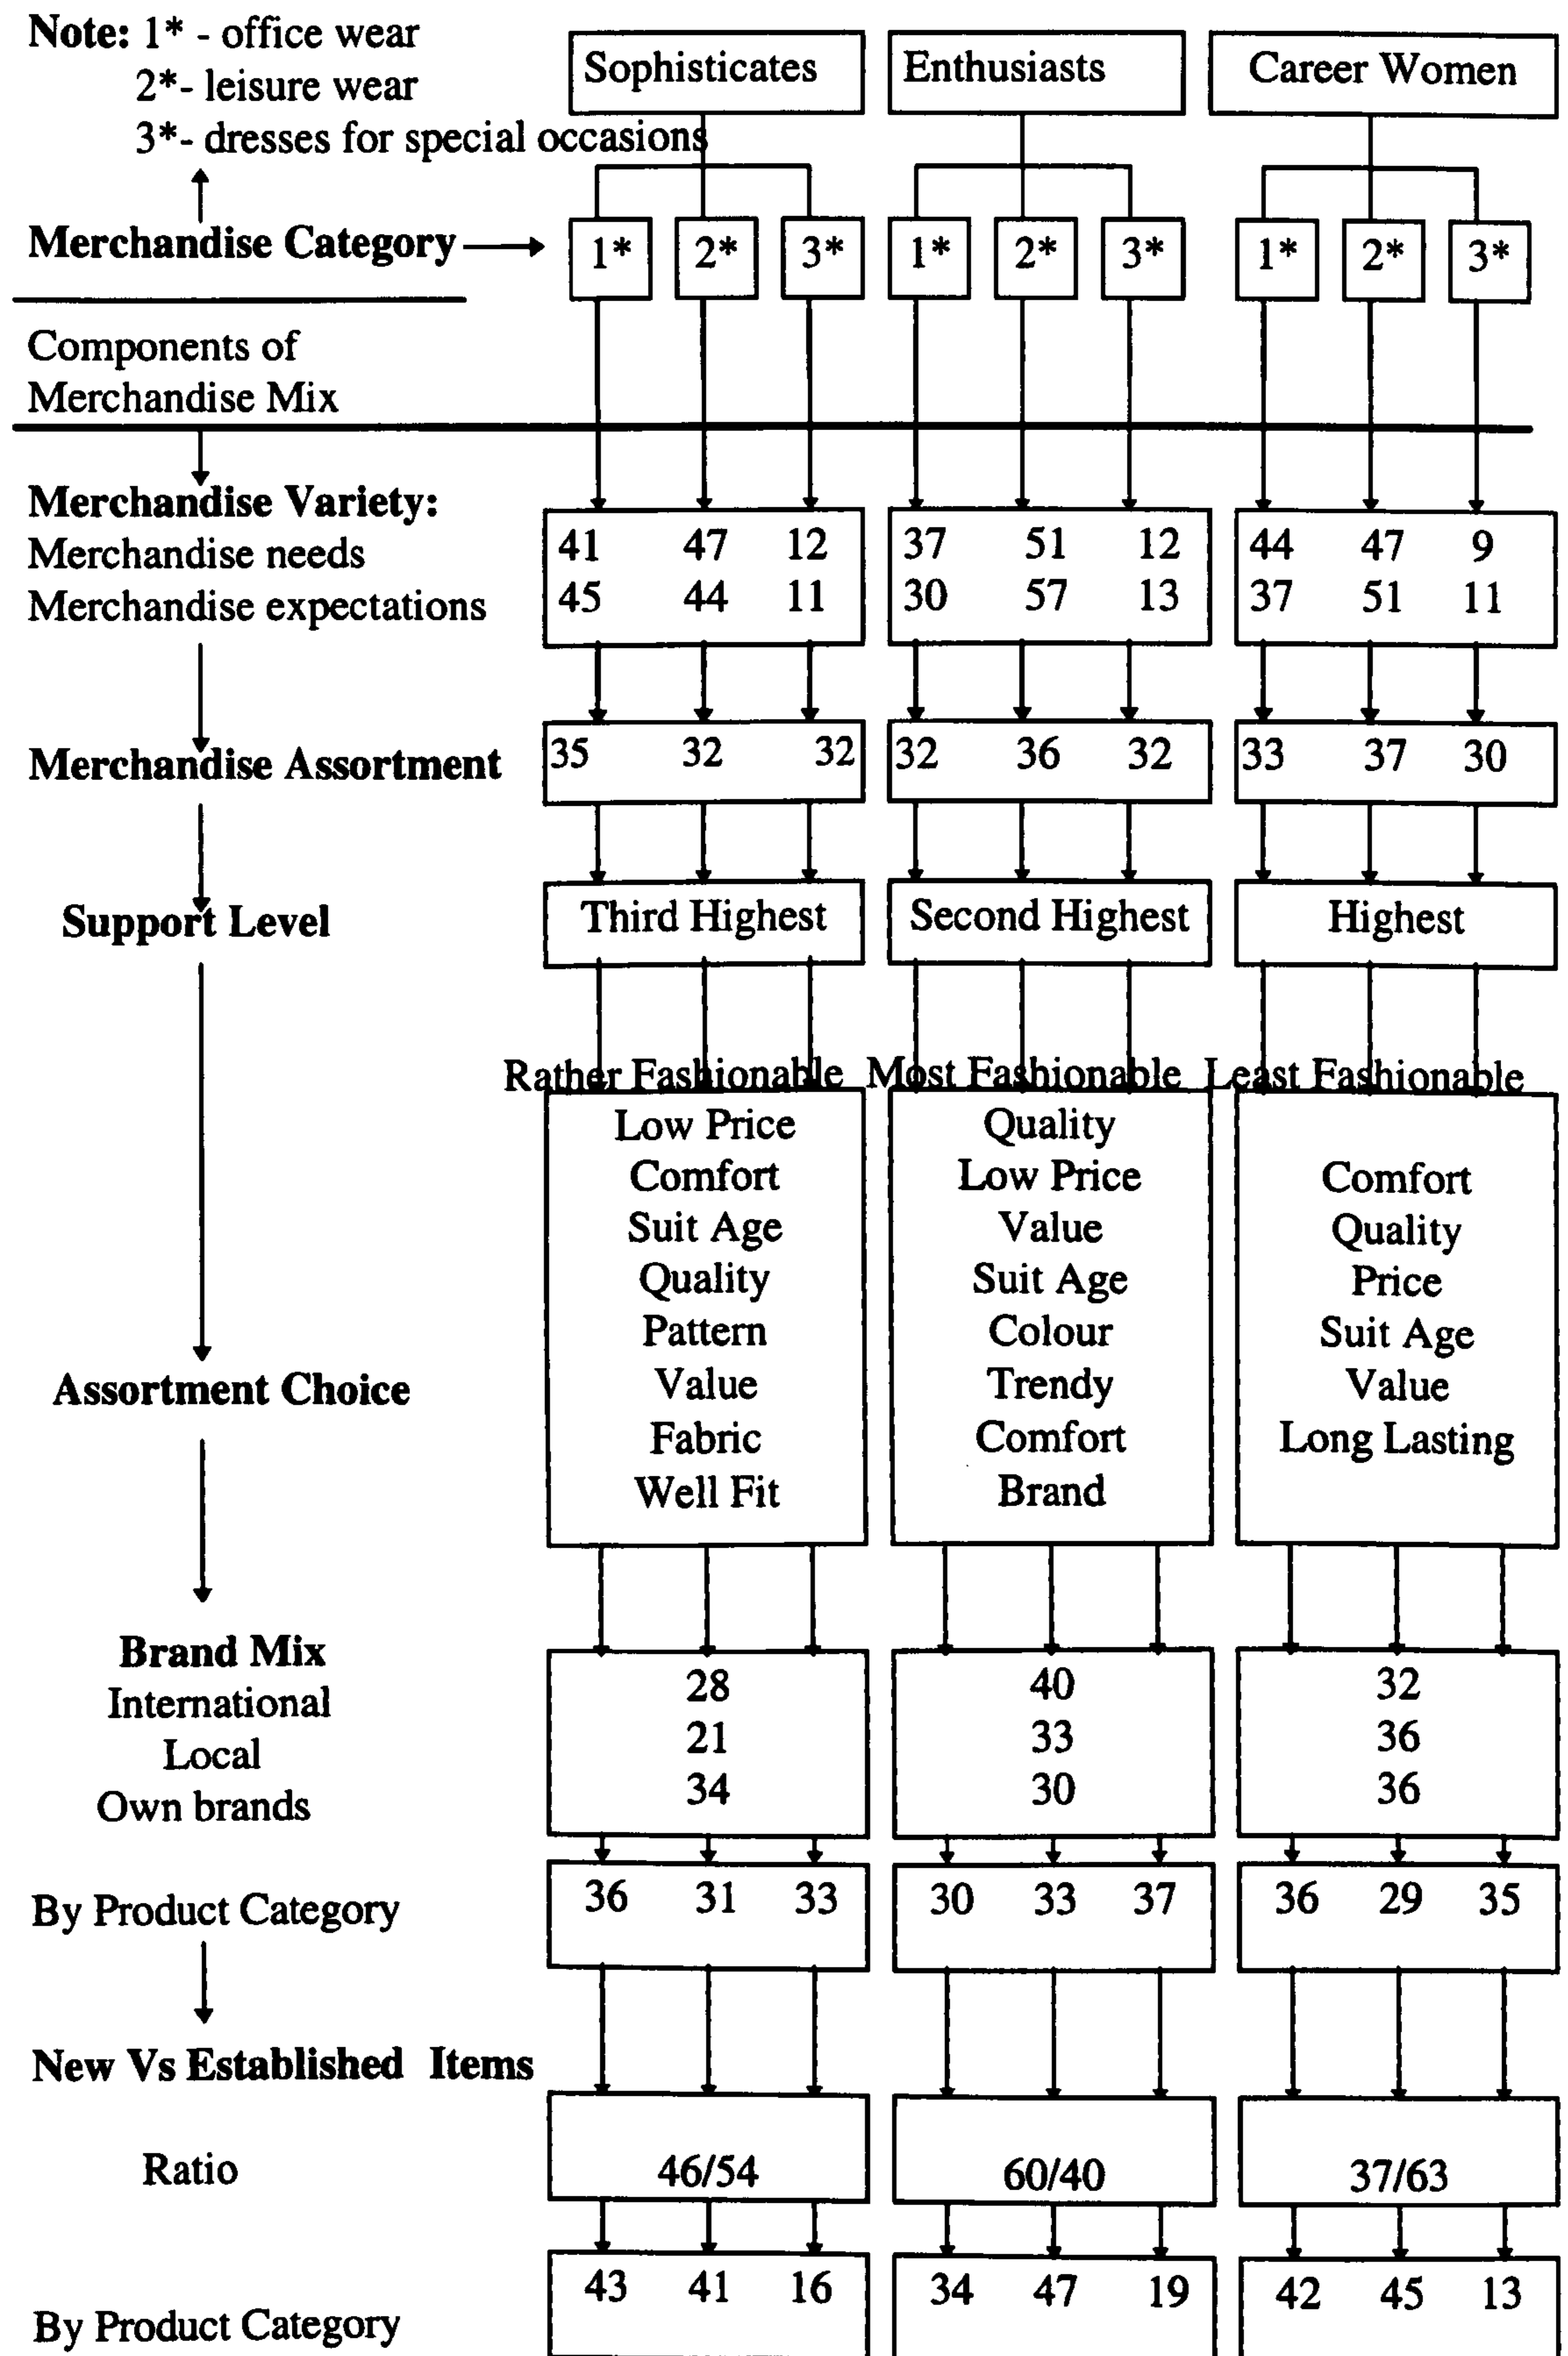 Note: 1* - office wear
2*- leisure wear
3*- dresses for special occasions
Sophisticates Enthusiasts Career Women
Merchandise Category 1* 2* 3* 1* 2* 3* 1* 2* 3*
Components of
Merchandise Mix
Merchandise Variety:
Merchandise needs 41 47 12 37 51 12 44 47 9
Merchandise expectations 45 44 11 30 57 13 37 51 11
Merchandise Assortment 35 32 32 32 36 32 33 37 30
Support Level Third Highest Second Highest Highest
Rather Fashionable Most Fashionable Least Fashionable
Low Price Quality
Comfort Low Price Comfort
Suit Age Value Quality
Quality Suit Age Price
Pattern Colour Suit Age
Assortment Choice Value Trendy Value
Fabric Comfort Long Lasting
Well Fit Brand
Brand Mix
International 28 40 32
Local 21 33 36
Own brands 34 30 36
By Product Category 36 31 33 30 33 37 36 29 35
New Vs Established Items
Ratio 46/54 60/40 37/63
By Product Category 43 41 16 34 47 19 42 45 13